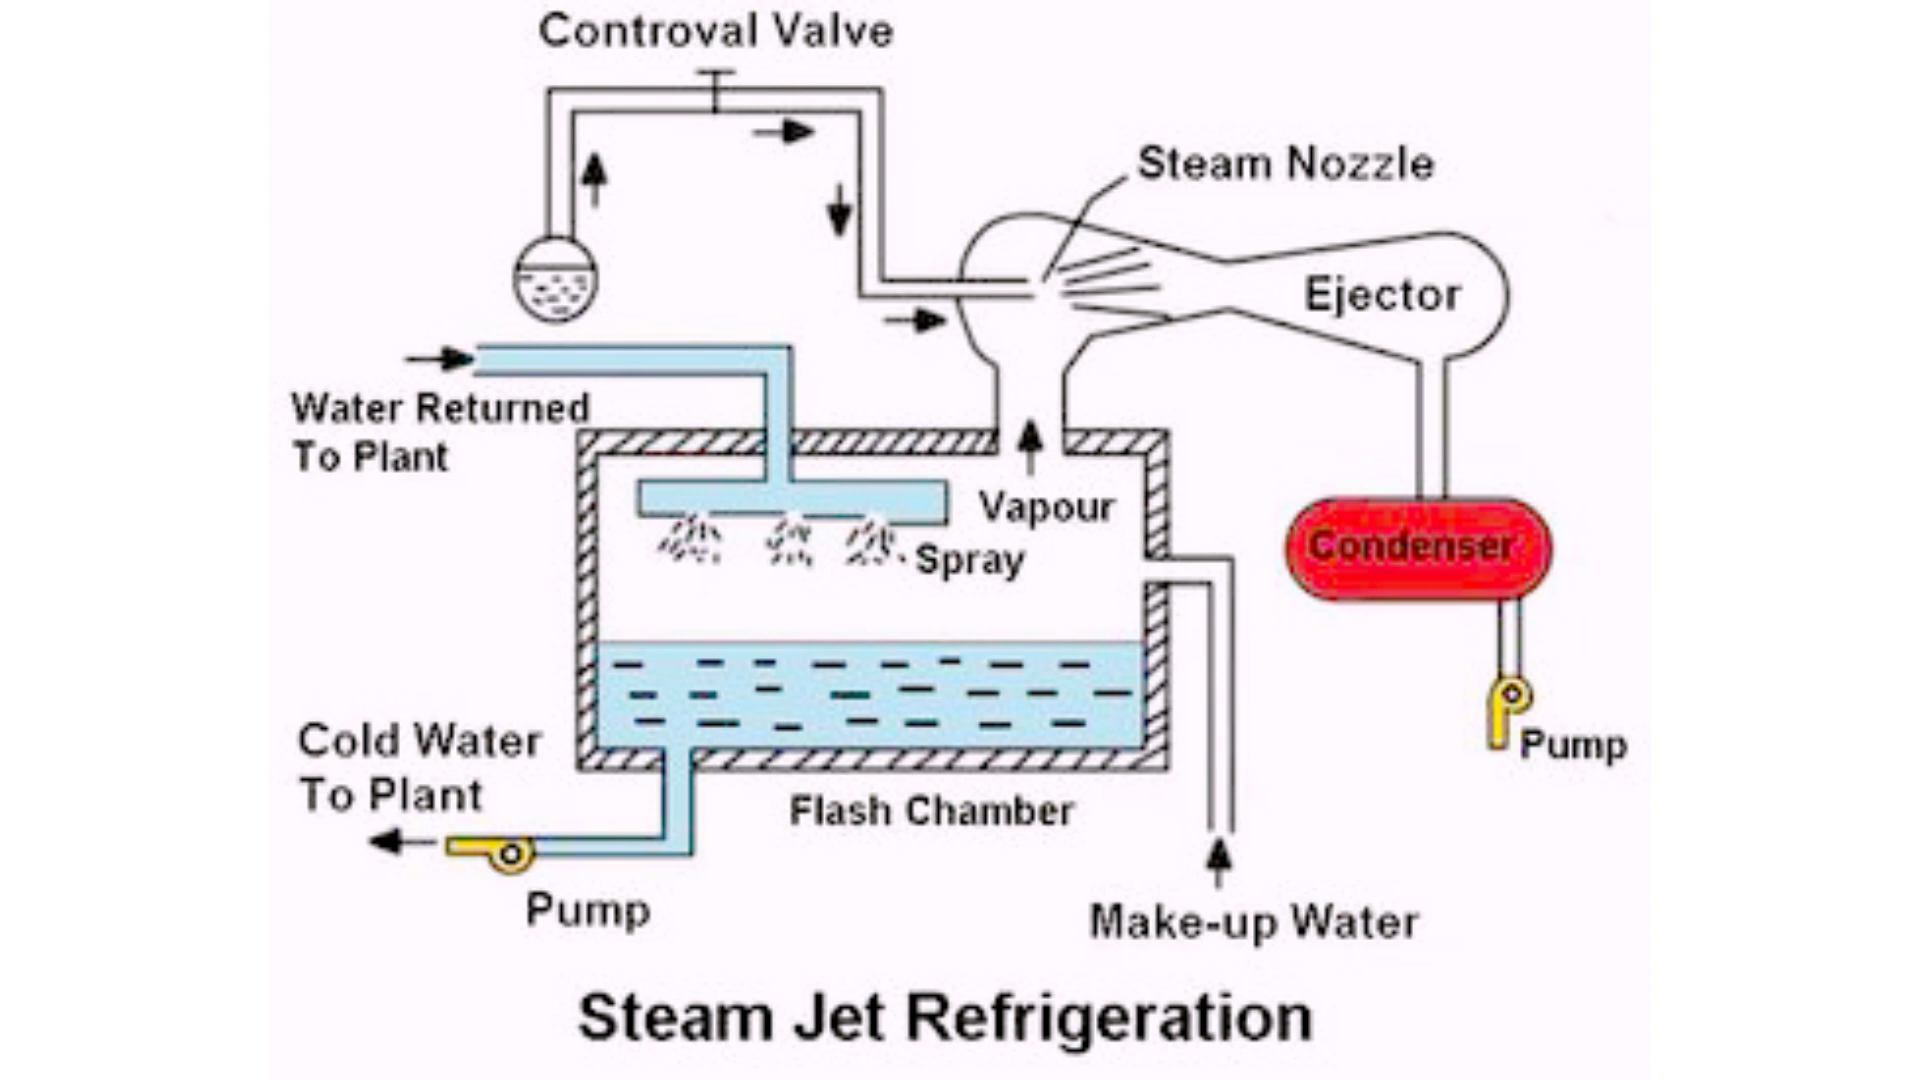 Controval Valve
Steam Nozzle
Ejector
Water Returned
To Plant
Vapour
Spray
Condenser
Cold Water
To Plant
Pump
Flash Chamber
Pump
Make-up Water
Steam Jet Refrigeration